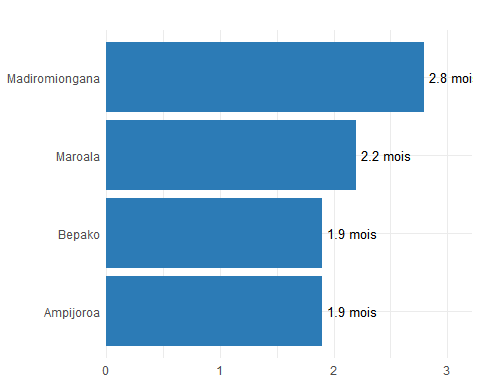 Madiromiongana
2.8 moi
Maroala
2.2 mois
Bepako
1.9 mois
Ampijoroa
1.9 mois
0
1
2
3